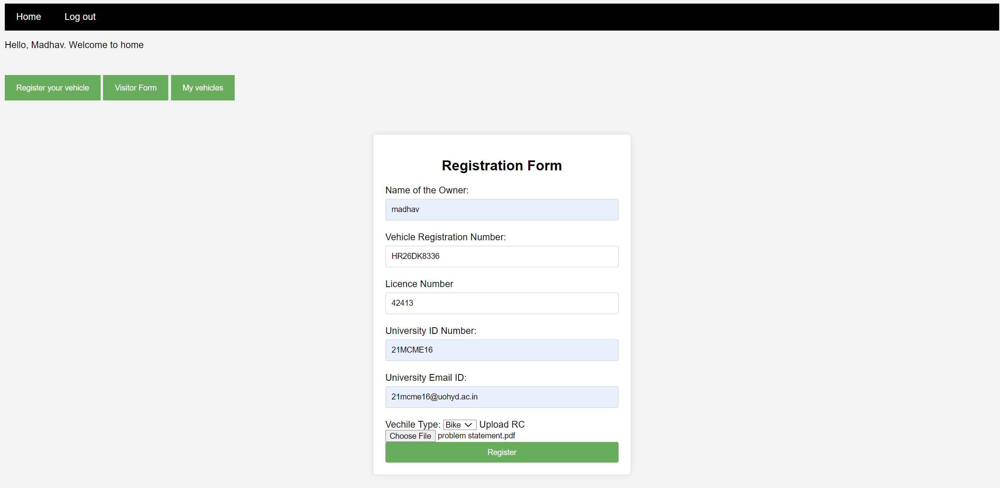 Home Log out
Hello, Madhav. Welcome to home
Register your vehicle Visitor Form My vehicles
Registration Form
Name of the Owner:
madhav
Vehicle Registration Number:
HR26DK8336
Licence Number
42413
University ID Number:
21MCME16
University Email ID:
21mcme16@uohyd.ac.in
Vechile Type: Bike Upload RC
Choose File problem statement.pdf
Register